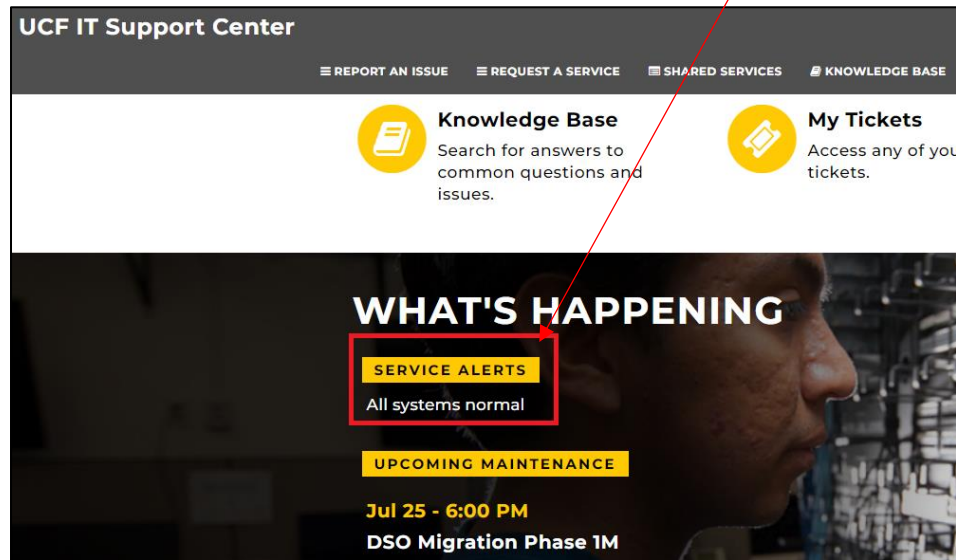 UCF IT Support Center
REPORT AN ISSUE
REQUEST A SERVICE
SHARED SERVICES
KNOWLEDGE BASE
Knowledge Base
Search for answers to
common questions and
issues.
My Tickets
Access any of you
tickets.
WHAT'S HAPPENING
SERVICE ALERTS
All systems normal
UPCOMING MAINTENANCE
Jul 25 - 6:00 PM
DSO Migration Phase 1M